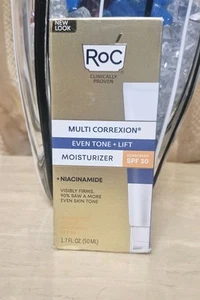 NEW
LOOK
RoC
CLINICALLY
PROVEN
MULTI CORREXION®
EVEN TONE + LIFT
MOISTURIZER
SPF 30
+NIACINAMIDE
VISIBLY FIRMS,
90% SAW A MORE
EVEN SKIN TONE
1.7 FL OZ (50 ML)